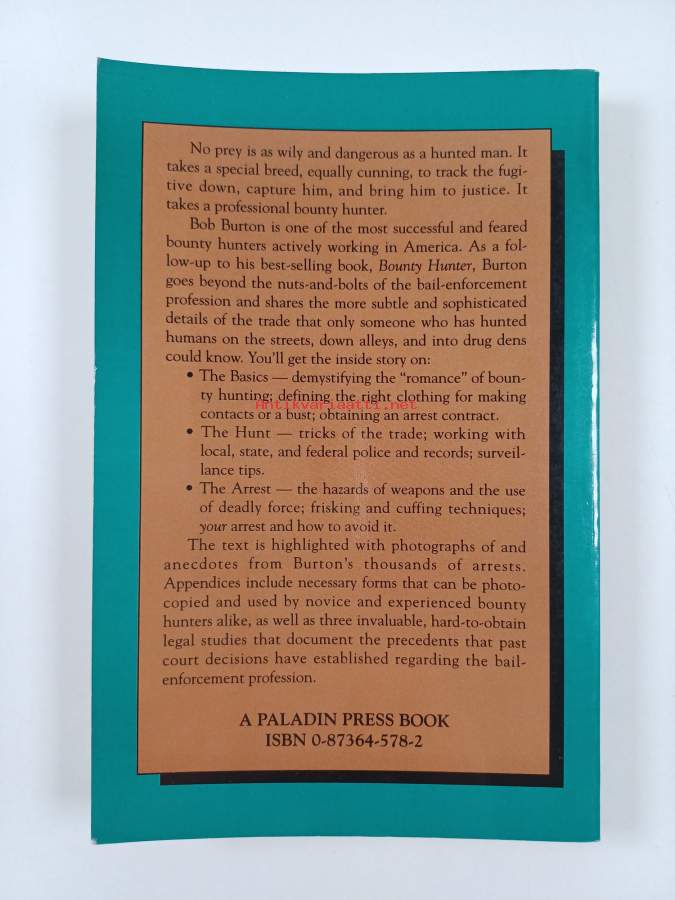 No prey is as wily and dangerous as a hunted man. It
takes a special breed, equally cunning, to track the fugi-
tive down, capture him, and bring him to justice. It
takes a professional bounty hunter.
Bob Burton is one of the most successful and feared
bounty hunters actively working in America. As a fol-
low-up to his best-selling book, Bounty Hunter, Burton
goes beyond the nuts-and-bolts of the bail-enforcement
profession and shares the more subtle and sophisticated
details of the trade that only someone who has hunted
humans on the streets, down alleys, and into drug dens
could know. You'll get the inside story on:
• The Basics — demystifying the “romance” of boun-
ty hunting; defining the right clothing for making
Antikvariaatti.net
contacts or a bust; obtaining an arrest contract.
• The Hunt — tricks of the trade; working with
local, state, and federal police and records; surveil-
lance tips.
• The Arrest — the hazards of weapons and the use
of deadly force; frisking and cuffing techniques;
your arrest and how to avoid it.
The text is highlighted with photographs of and
anecdotes from Burton's thousands of arrests.
Appendices include necessary forms that can be photo-
copied and used by novice and experienced bounty
hunters alike, as well as three invaluable, hard-to-obtain
legal studies that document the precedents that past
court decisions have established regarding the bail-
enforcement profession.
A PALADIN PRESS BOOK
ISBN 0-87364-578-2